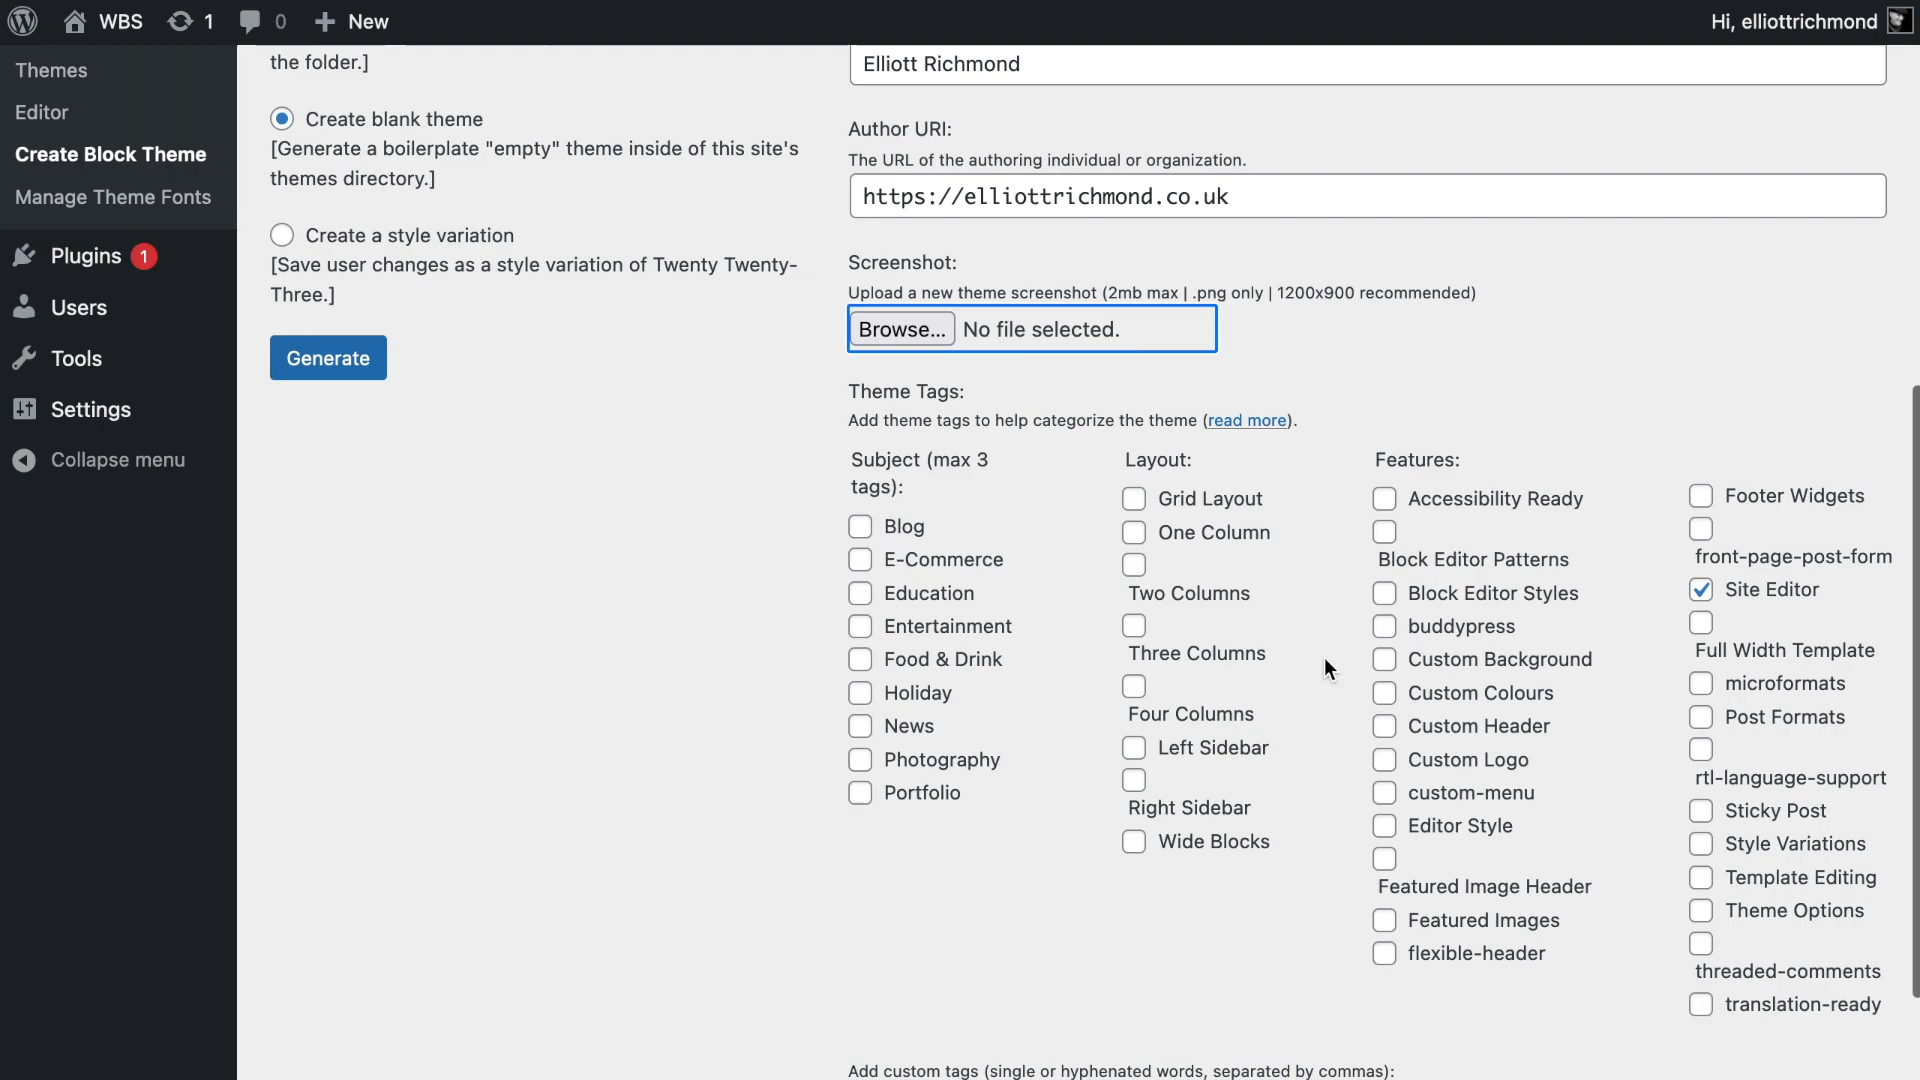 WBS 1 0 New
Hi, elliottrichmond
Themes
Editor
Create Block Theme
Manage Theme Fonts
Plugins 1
Users
Tools
Settings
Collapse menu
the folder.]
Create blank theme
[Generate a boilerplate "empty" theme inside of this site's
themes directory.]
Create a style variation
[Save user changes as a style variation of Twenty Twenty-
Three.]
Generate
Elliott Richmond
Author URI:
The URL of the authoring individual or organization.
https://elliottrichmond.co.uk
Screenshot:
Upload a new theme screenshot (2mb max | .png only | 1200x900 recommended)
Browse... No file selected.
Theme Tags:
Add theme tags to help categorize the theme (read more).
Subject (max 3
tags):
Blog
E-Commerce
Education
Entertainment
Food & Drink
Holiday
News
Photography
Portfolio
Layout:
Grid Layout
One Column
Two Columns
Three Columns
Four Columns
Left Sidebar
Right Sidebar
Wide Blocks
Features:
Accessibility Ready
Block Editor Patterns
Block Editor Styles
buddypress
Custom Background
Custom Colours
Custom Header
Custom Logo
custom-menu
Editor Style
Featured Image Header
Featured Images
flexible-header
Footer Widgets
front-page-post-form
Site Editor
Full Width Template
microformats
Post Formats
rtl-language-support
Sticky Post
Style Variations
Template Editing
Theme Options
threaded-comments
translation-ready
Add custom tags (single or hyphenated words, separated by commas):